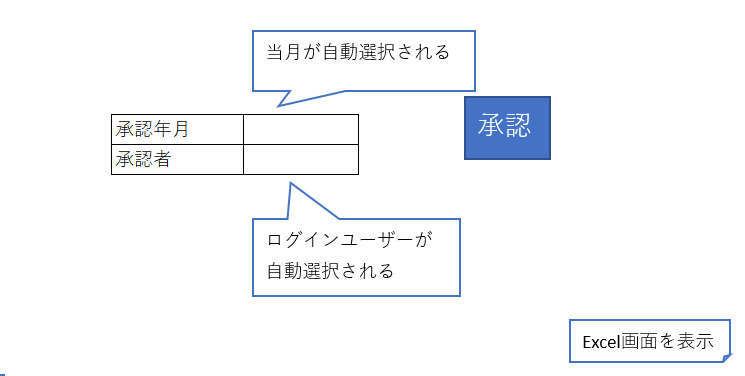 当月が自動選択される
承認年月
承認者
承認
ログインユーザーが
自動選択される
Excel画面を表示